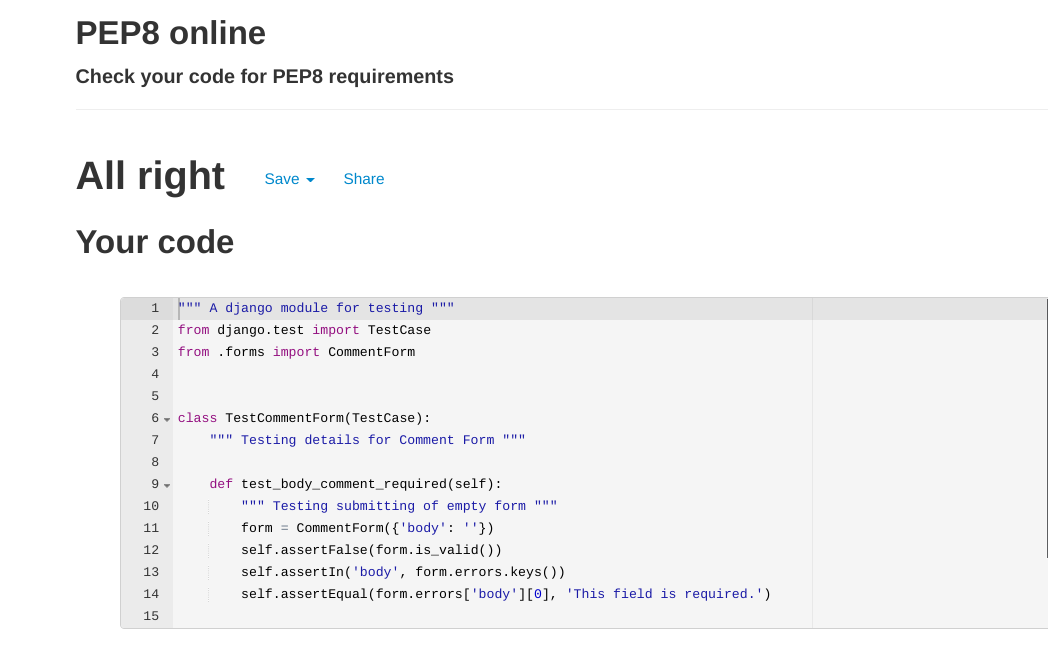 PEP8 online
Check your code for PEP8 requirements
All right Save Share
Your code
1 """ A django module for testing """
2 from django.test import TestCase
3 from .forms import CommentForm
4
5
6 class TestCommentForm(TestCase):
7     """ Testing details for Comment Form """
8
9     def test_body_comment_required(self):
10         """ Testing submitting of empty form """
11         form = CommentForm({'body': ''})
12         self.assertFalse(form.is_valid())
13         self.assertIn('body', form.errors.keys())
14         self.assertEqual(form.errors['body'][0], 'This field is required.')
15